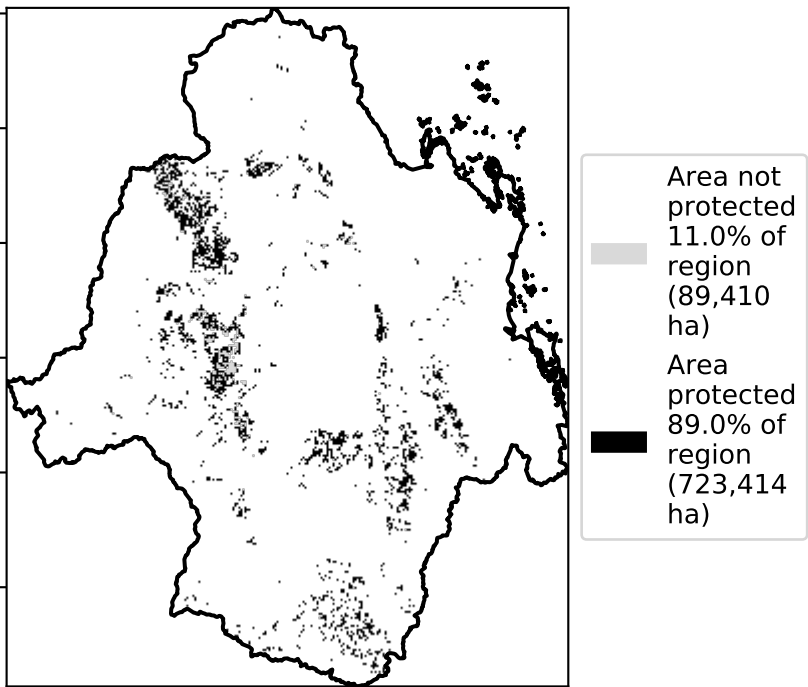 Area not
protected
11.0% of
region
(89,410
ha)
Area
protected
89.0% of
region
(723,414
ha)